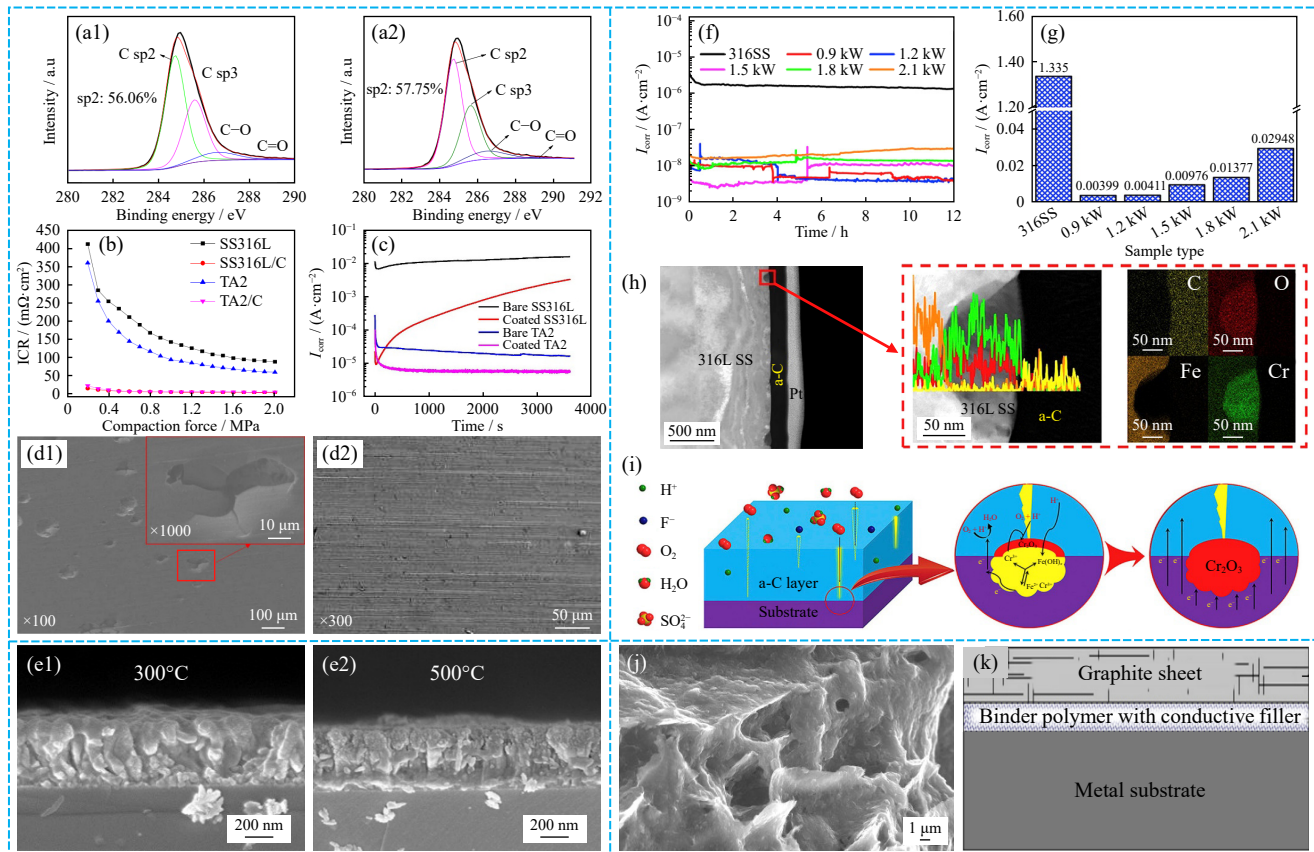 (a1)
C sp2
C sp3
sp2: 56.06%
C−O
C=O
Intensity / a.u
280 282 284 286 288 290
Binding energy / eV
(a2)
C sp2
C sp3
sp2: 57.75%
C−O
C=O
Intensity / a.u
280 282 284 286 288 290 292
Binding energy / eV
(b)
SS316L
SS316L/C
TA2
TA2/C
ICR / (mΩ·cm²)
450
400
350
300
250
200
150
100
50
0
0 0.4 0.8 1.2 1.6 2.0
Compaction force / MPa
(c)
Bare SS316L
Coated SS316L
Bare TA2
Coated TA2
Icorr / (A·cm−2)
10⁻¹
10⁻²
10⁻³
10⁻⁴
10⁻⁵
10⁻⁶
0 1000 2000 3000 4000
Time / s
(d1)
×1000
10 μm
×100
100 μm
(d2)
×300
50 μm
(e1)
300°C
200 nm
(e2)
500°C
200 nm
(f)
316SS 0.9 kW 1.2 kW
1.5 kW 1.8 kW 2.1 kW
Icorr / (A·cm−2)
10⁻⁴
10⁻⁵
10⁻⁶
10⁻⁷
10⁻⁸
10⁻⁹
0 2 4 6 8 10 12
Time / h
(g)
Icorr / (A·cm−2)
1.60
1.40
1.20
0.04
0.02
0
1.335
0.00399
0.00411
0.00976
0.01377
0.02948
316SS
0.9 kW
1.2 kW
1.5 kW
1.8 kW
2.1 kW
Sample type
(h)
316L SS
a-C
Pt
500 nm
316L SS
a-C
50 nm
C
50 nm
O
50 nm
Fe
50 nm
Cr
50 nm
(i)
H⁺
F⁻
O₂
H₂O
SO₄²⁻
a-C layer
Substrate
H₂O
Cr₂O₃
(j)
1 μm
(k)
Graphite sheet
Binder polymer with conductive filler
Metal substrate